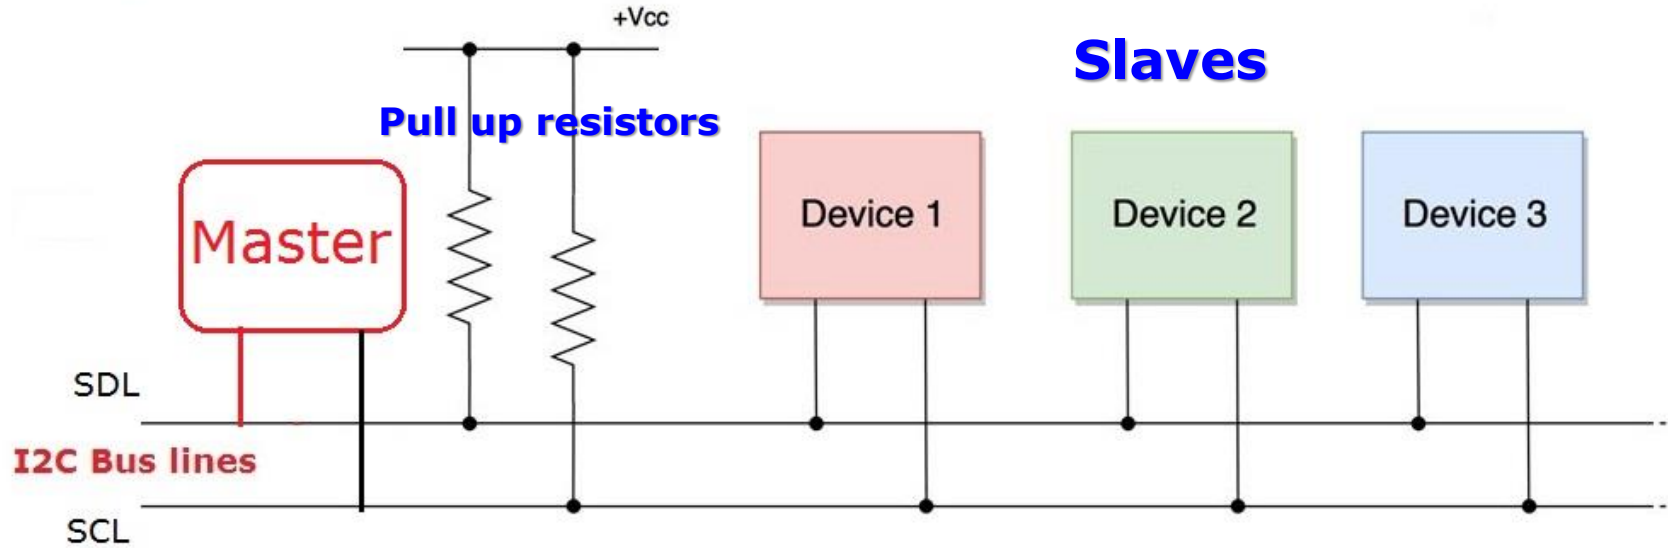 +Vcc
Slaves
Pull up resistors
Master
Device 1
Device 2
Device 3
SDL
I2C Bus lines
SCL